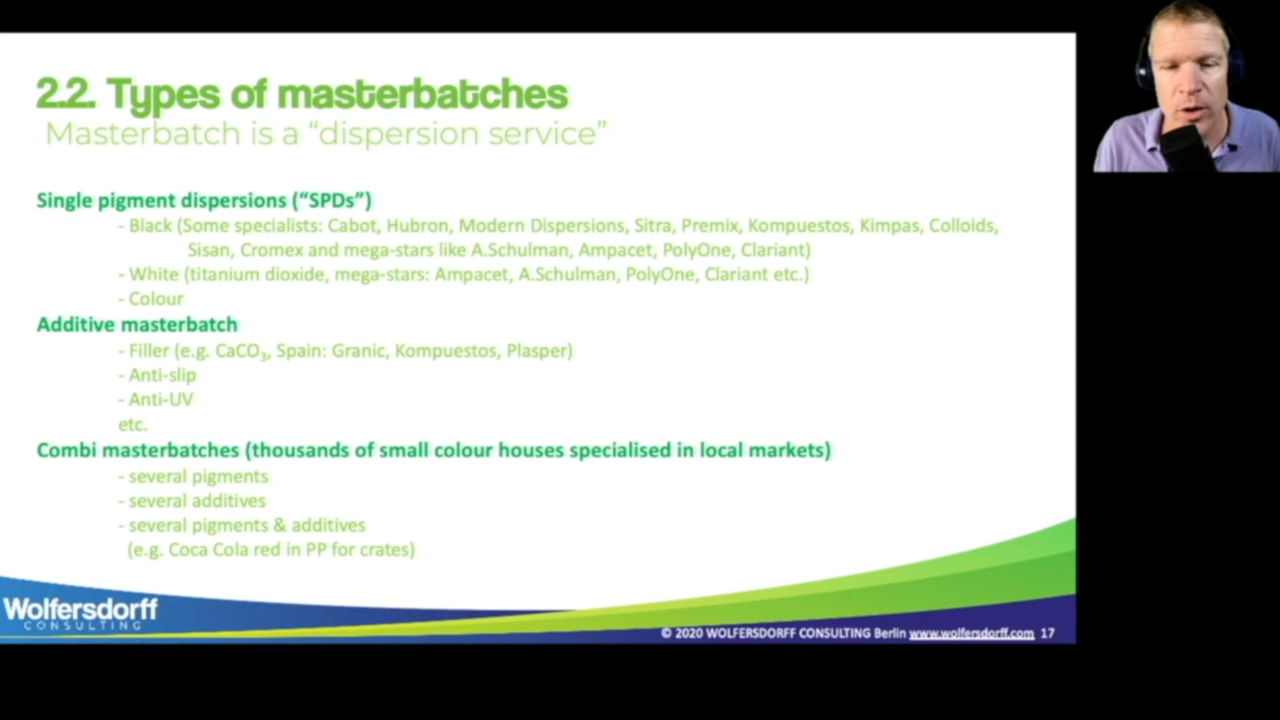 2.2. Types of masterbatches
Masterbatch is a “dispersion service”
Single pigment dispersions (“SPDs”)
- Black (Some specialists: Cabot, Hubron, Modern Dispersions, Sitra, Premix, Kompuestos, Kimpas, Colloids,
Sisan, Cromex and mega-stars like A.Schulman, Ampacet, PolyOne, Clariant)
- White (titanium dioxide, mega-stars: Ampacet, A.Schulman, PolyOne, Clariant etc.)
- Colour
Additive masterbatch
- Filler (e.g. CaCO₃, Spain: Granic, Kompuestos, Plasper)
- Anti-slip
- Anti-UV
etc.
Combi masterbatches (thousands of small colour houses specialised in local markets)
- several pigments
- several additives
- several pigments & additives
(e.g. Coca Cola red in PP for crates)
Wolfersdorff
CONSULTING
© 2020 WOLFERSDORFF CONSULTING Berlin www.wolfersdorff.com 17